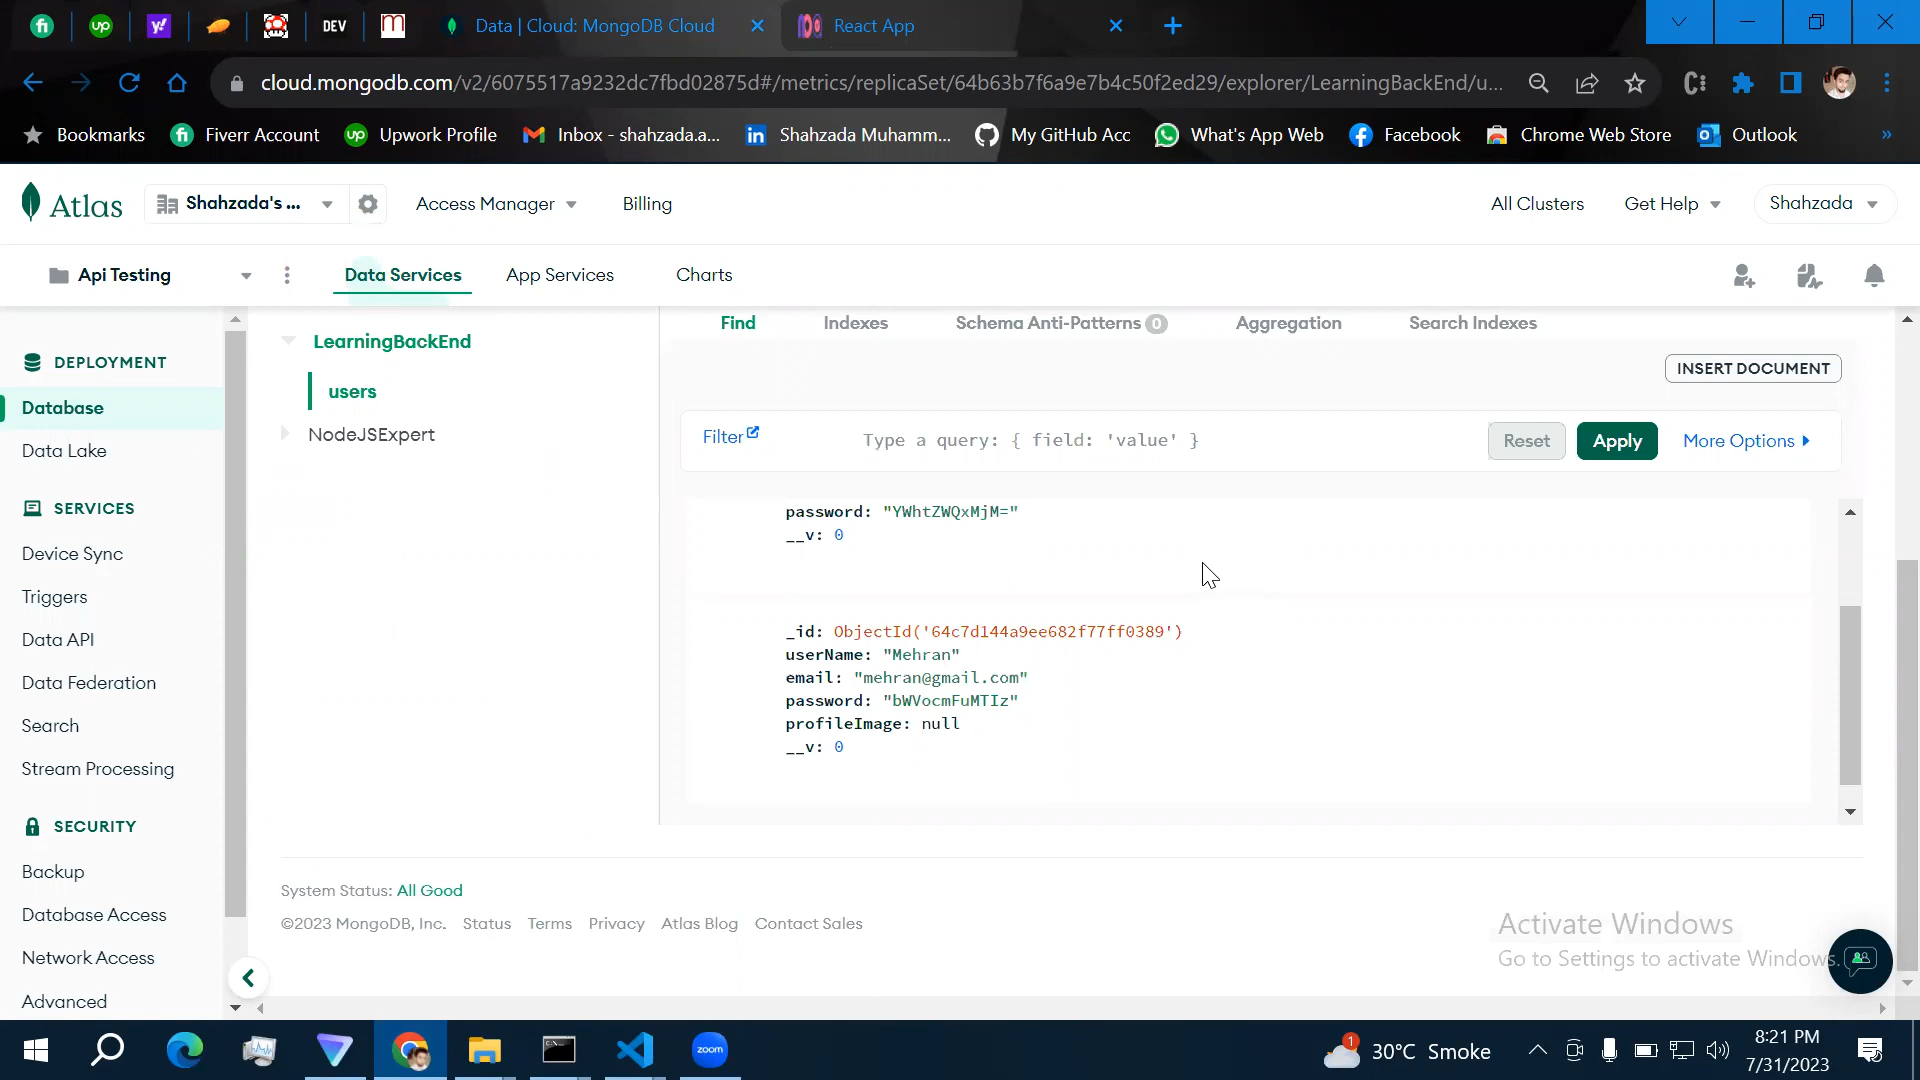 DEV
Data | Cloud: MongoDB Cloud
React App
cloud.mongodb.com/v2/6075517a9232dc7fbd02875d#/metrics/replicaSet/64b63b7f6a9e7b4c50f2ed29/explorer/LearningBackEnd/u...
Bookmarks
Fiverr Account
Upwork Profile
Inbox - shahzada.a...
Shahzada Muhamm...
My GitHub Acc
What's App Web
Facebook
Chrome Web Store
Outlook
»
Atlas
Shahzada's ...
Access Manager
Billing
All Clusters
Get Help
Shahzada
Api Testing
Data Services
App Services
Charts
DEPLOYMENT
Database
Data Lake
SERVICES
Device Sync
Triggers
Data API
Data Federation
Search
Stream Processing
SECURITY
Backup
Database Access
Network Access
Advanced
LearningBackEnd
users
NodeJSExpert
Find
Indexes
Schema Anti-Patterns 0
Aggregation
Search Indexes
INSERT DOCUMENT
Filter
Type a query: { field: 'value' }
Reset
Apply
More Options
password: "YWhtZWQxMjM="
__v: 0
_id: ObjectId('64c7d144a9ee682f77ff0389')
userName: "Mehran"
email: "mehran@gmail.com"
password: "bWVocmFuMTIz"
profileImage: null
__v: 0
System Status: All Good
©2023 MongoDB, Inc.
Status
Terms
Privacy
Atlas Blog
Contact Sales
Activate Windows
Go to Settings to activate Windows.
zoom
1
30°C Smoke
8:21 PM
7/31/2023